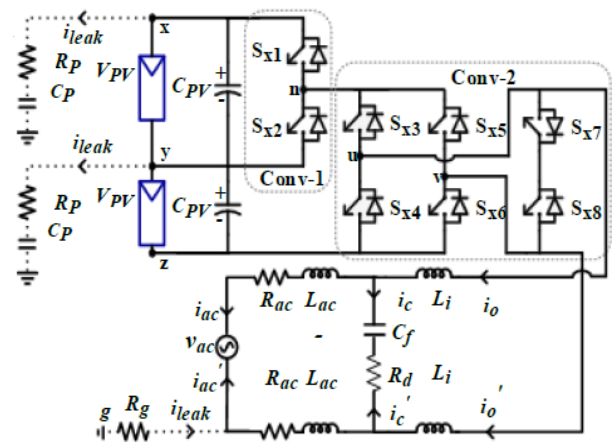 x
i_leak
R_P
V_PV
C_P
C_PV
+
-
S_x1
n
S_x2
Conv-1
Conv-2
S_x3
S_x5
S_x7
u
v
S_x4
S_x6
S_x8
y
i_leak
R_P
V_PV
C_P
C_PV
+
-
z
R_ac L_ac
i_c
L_i
i_o
i_ac
v_ac
i_ac'
-
C_f
R_d
R_ac L_ac
L_i
i_c'
i_o'
g
R_g
i_leak